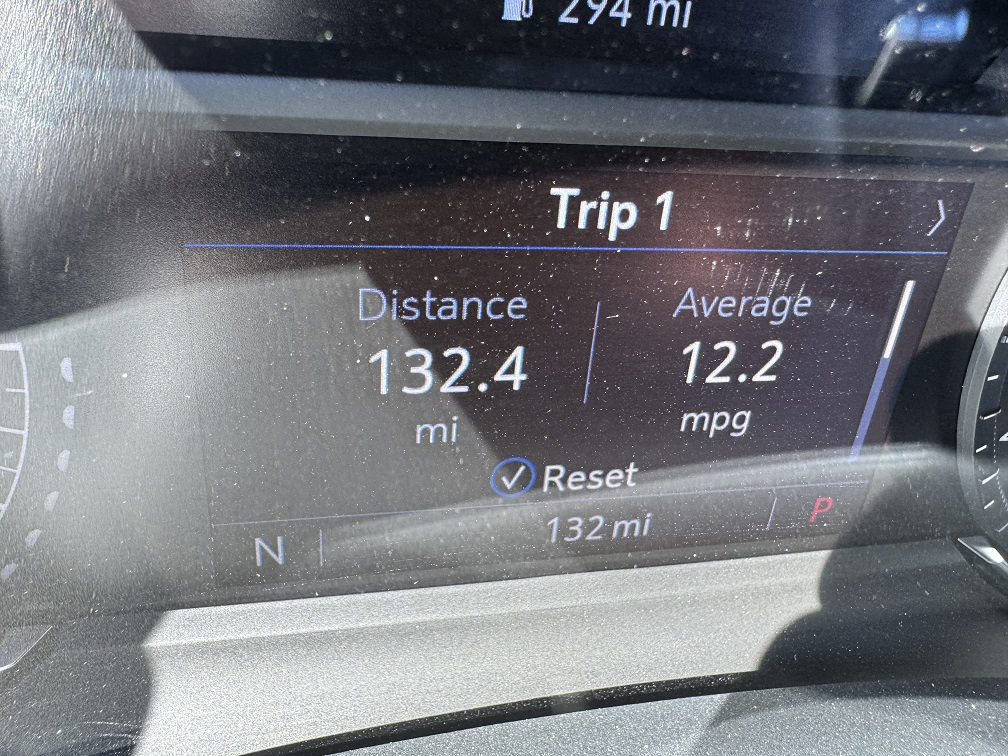 294 mi
Trip 1
Distance
Average
132.4
12.2
mi
mpg
Reset
132 mi
P
N